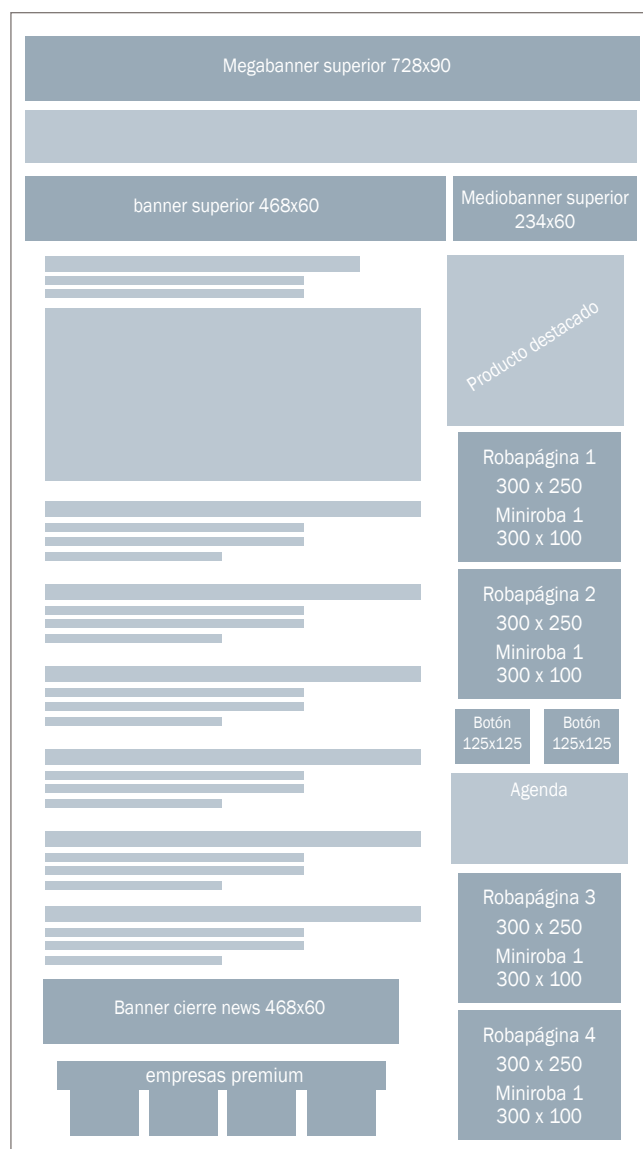 Megabanner superior 728x90
banner superior 468x60
Mediobanner superior
234x60
Producto destacado
Robapágina 1
300 x 250
Miniroba 1
300 x 100
Robapágina 2
300 x 250
Miniroba 1
300 x 100
Botón
125x125
Botón
125x125
Agenda
Robapágina 3
300 x 250
Miniroba 1
300 x 100
Banner cierre news 468x60
Robapágina 4
300 x 250
Miniroba 1
300 x 100
empresas premium